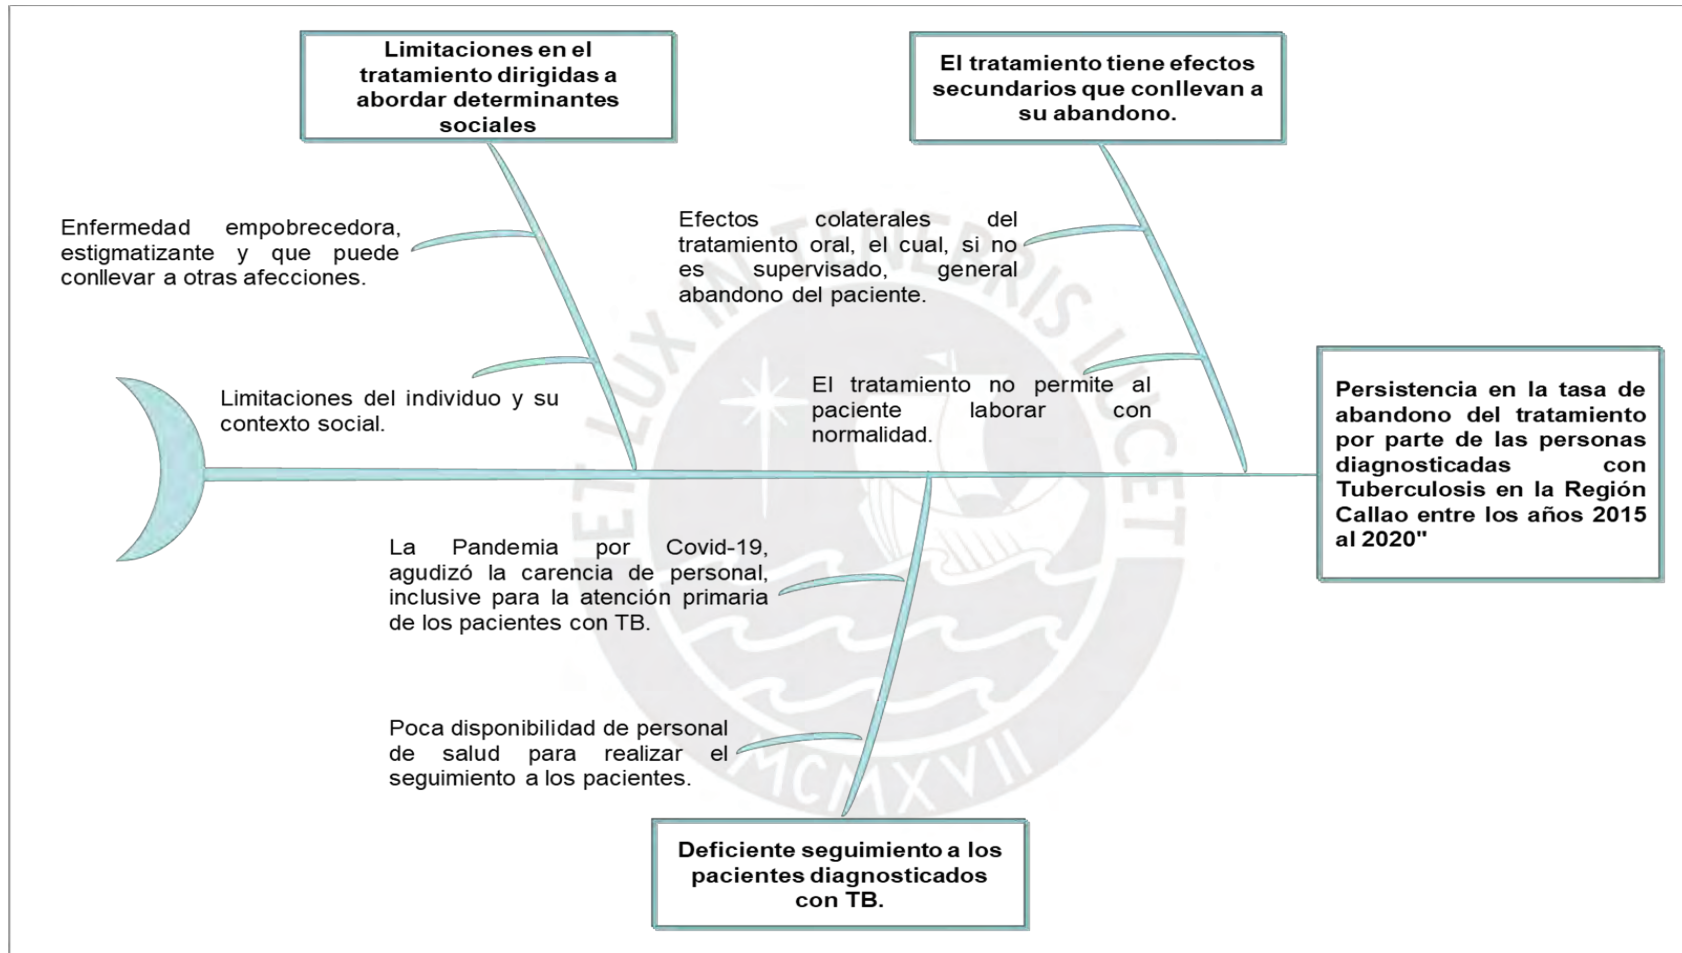 Limitaciones en el
tratamiento dirigidas a
abordar determinantes
sociales
El tratamiento tiene efectos
secundarios que conllevan a
su abandono.
Enfermedad empobrecedora,
estigmatizante y que puede
conllevar a otras afecciones.
Efectos colaterales del
tratamiento oral, el cual, si no
es supervisado, general
abandono del paciente.
Limitaciones del individuo y su
contexto social.
El tratamiento no permite al
paciente laborar con
normalidad.
Persistencia en la tasa de
abandono del tratamiento
por parte de las personas
diagnosticadas con
Tuberculosis en la Región
Callao entre los años 2015
al 2020"
La Pandemia por Covid-19,
agudizó la carencia de personal,
inclusive para la atención primaria
de los pacientes con TB.
Poca disponibilidad de personal
de salud para realizar el
seguimiento a los pacientes.
Deficiente seguimiento a los
pacientes diagnosticados
con TB.
ET LUX IN TENEBRIS LUCET
MCMXVII